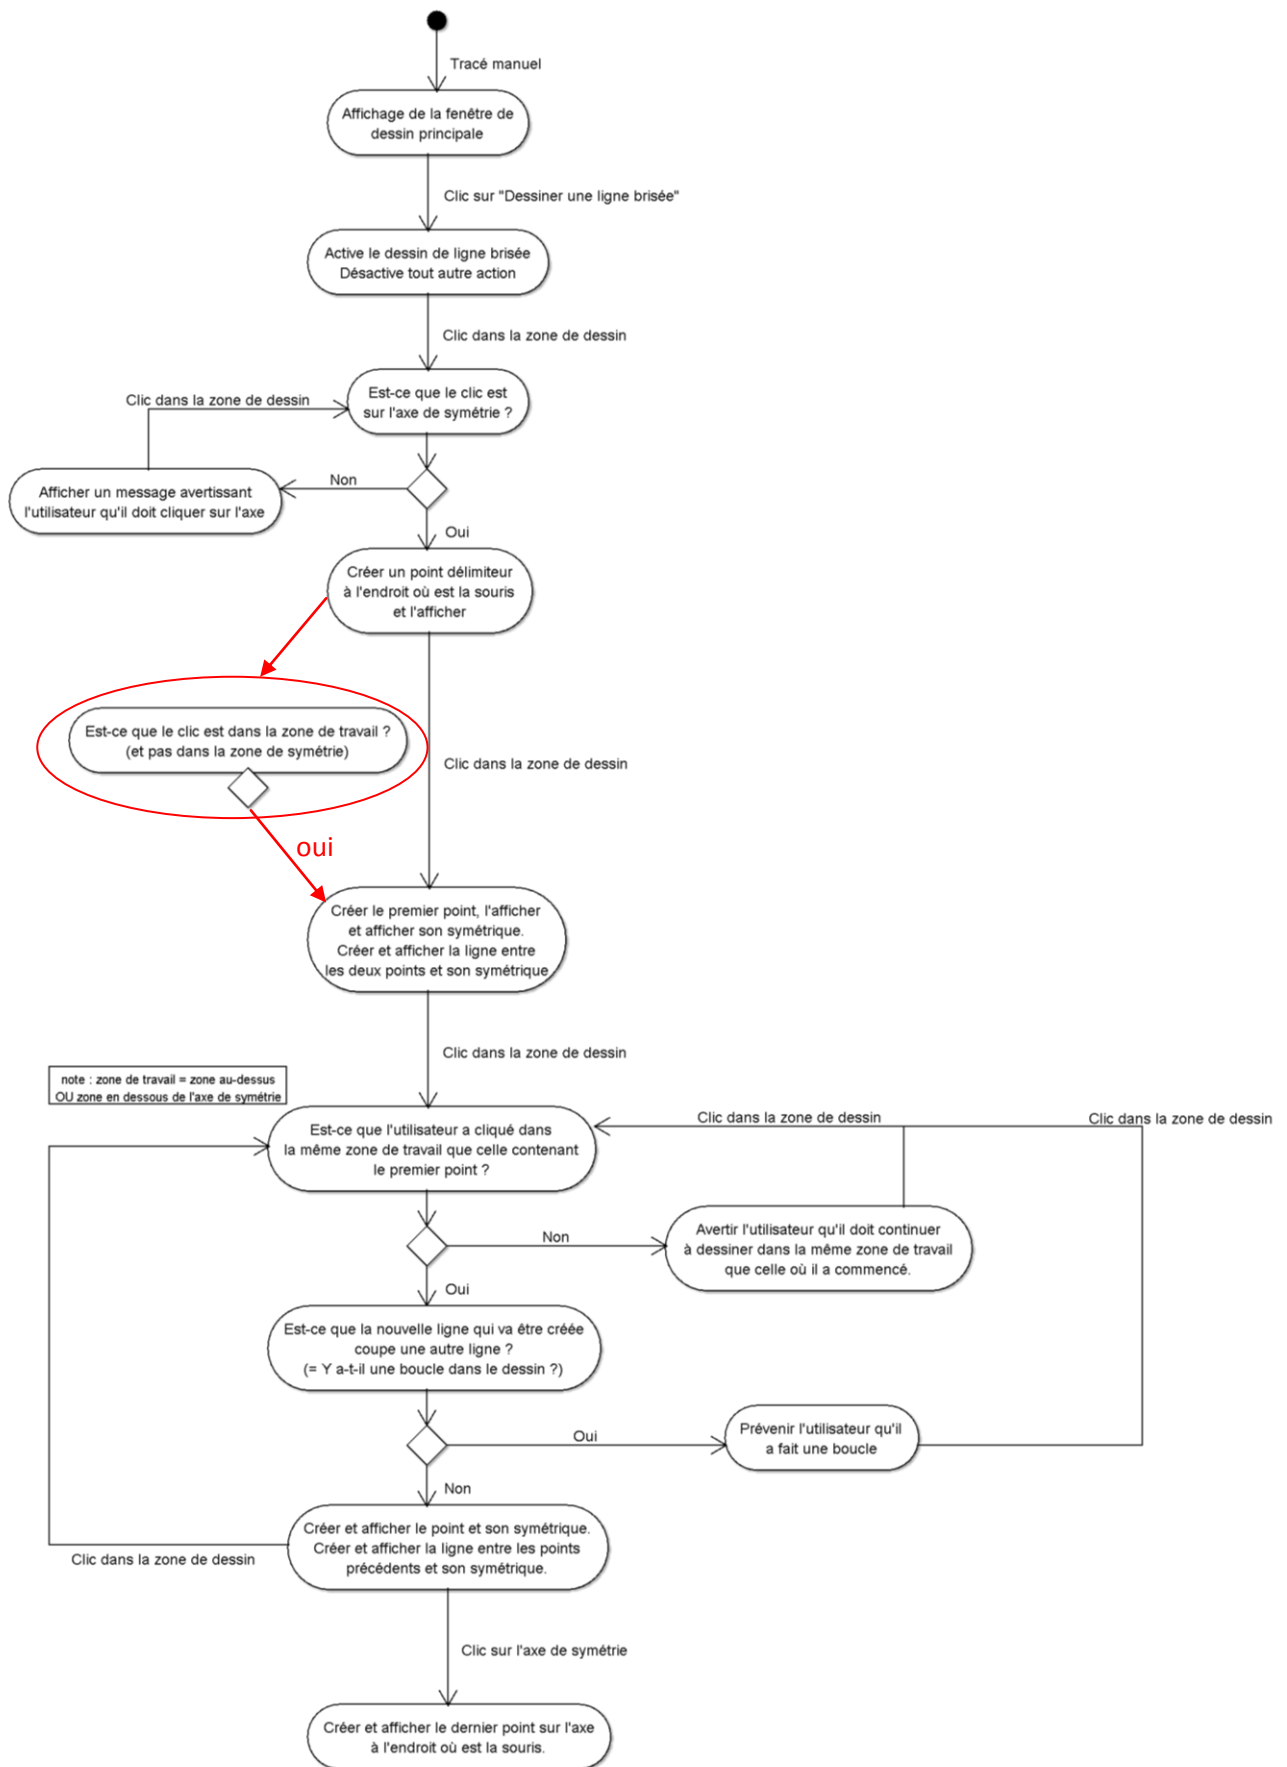 Tracé manuel
Affichage de la fenêtre de
dessin principale
Clic sur "Dessiner une ligne brisée"
Active le dessin de ligne brisée
Désactive tout autre action
Clic dans la zone de dessin
Est-ce que le clic est
sur l'axe de symétrie ?
Clic dans la zone de dessin
Non
Afficher un message avertissant
l'utilisateur qu'il doit cliquer sur l'axe
Oui
Créer un point délimiteur
à l'endroit où est la souris
et l'afficher
Est-ce que le clic est dans la zone de travail ?
(et pas dans la zone de symétrie)
Clic dans la zone de dessin
oui
Créer le premier point, l'afficher
et afficher son symétrique.
Créer et afficher la ligne entre
les deux points et son symétrique
Clic dans la zone de dessin
note : zone de travail = zone au-dessus
OU zone en dessous de l'axe de symétrie
Clic dans la zone de dessin
Clic dans la zone de dessin
Est-ce que l'utilisateur a cliqué dans
la même zone de travail que celle contenant
le premier point ?
Non
Avertir l'utilisateur qu'il doit continuer
à dessiner dans la même zone de travail
que celle où il a commencé.
Oui
Est-ce que la nouvelle ligne qui va être créée
coupe une autre ligne ?
(= Y a-t-il une boucle dans le dessin ?)
Oui
Prévenir l'utilisateur qu'il
a fait une boucle
Non
Créer et afficher le point et son symétrique.
Créer et afficher la ligne entre les points
précédents et son symétrique.
Clic dans la zone de dessin
Clic sur l'axe de symétrie
Créer et afficher le dernier point sur l'axe
à l'endroit où est la souris.